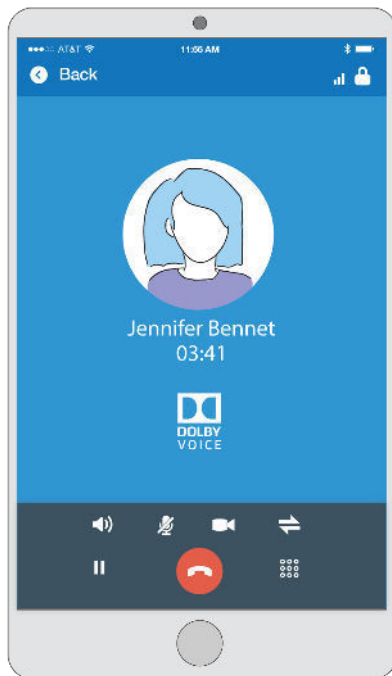 AT&T 11:56 AM
Back
Jennifer Bennet
03:41
DOLBY
VOICE